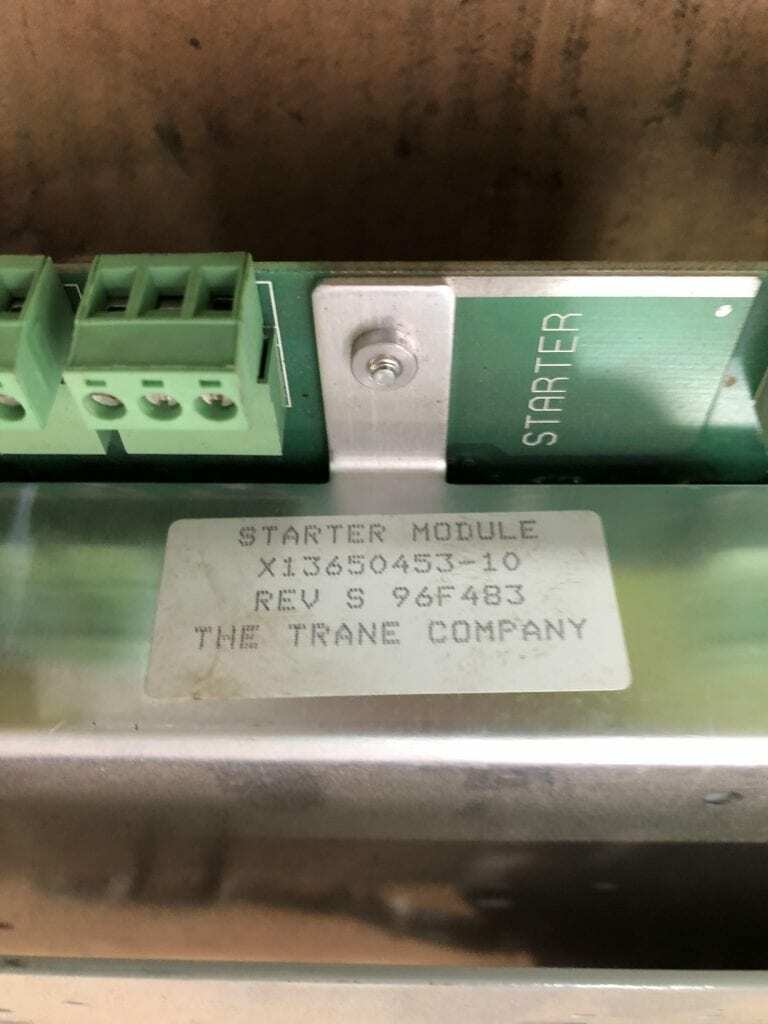 STARTER
STARTER MODULE
X13650453-10
REV S 96F483
THE TRANE COMPANY